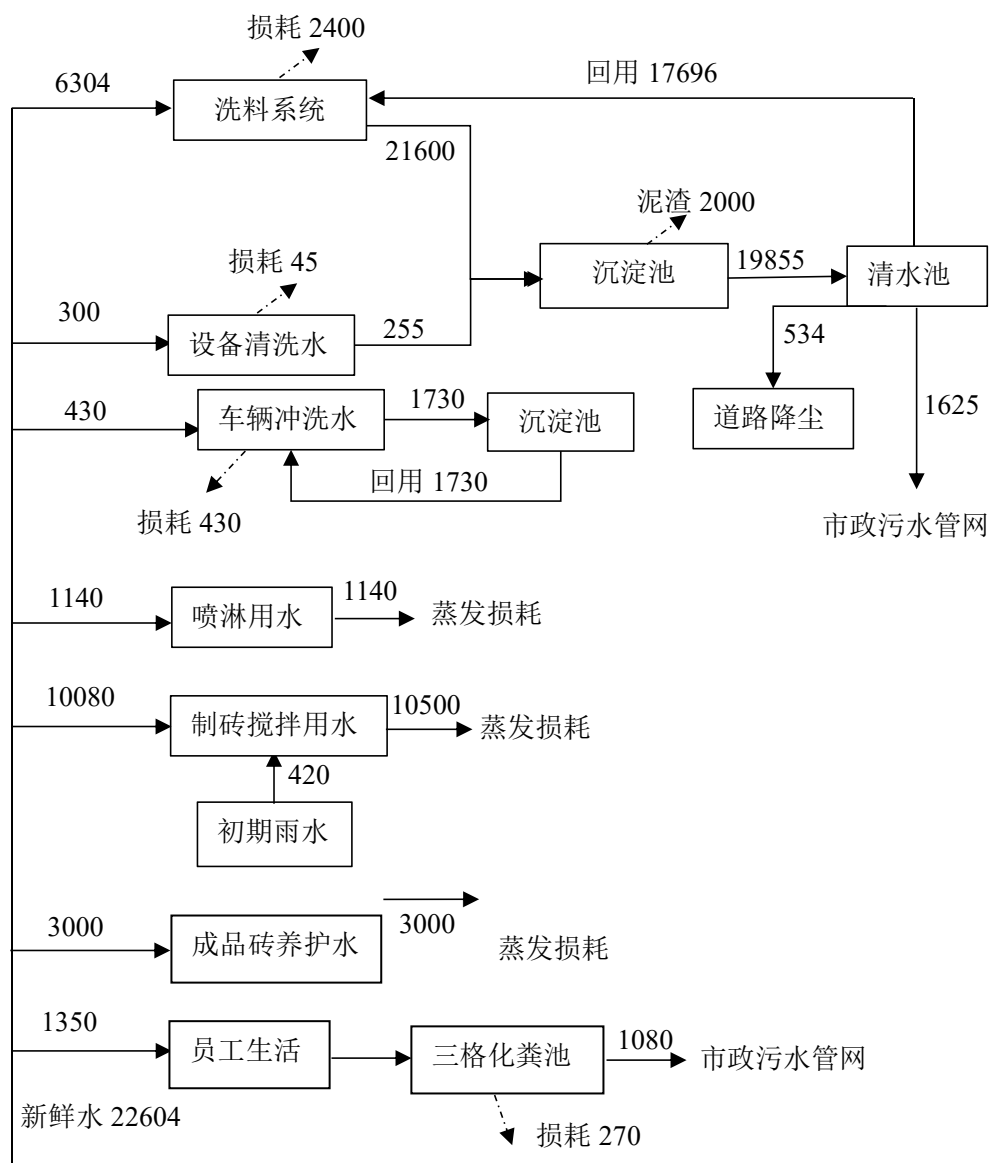 损耗 2400
6304
回用 17696
洗料系统
21600
泥渣 2000
损耗 45
沉淀池
19855
清水池
300
设备清洗水
255
534
430
车辆冲洗水
1730
沉淀池
道路降尘
1625
回用 1730
损耗 430
市政污水管网
1140
喷淋用水
1140
蒸发损耗
10080
制砖搅拌用水
10500
蒸发损耗
420
初期雨水
3000
成品砖养护水
3000
蒸发损耗
1350
员工生活
三格化粪池
1080
市政污水管网
新鲜水 22604
损耗 270